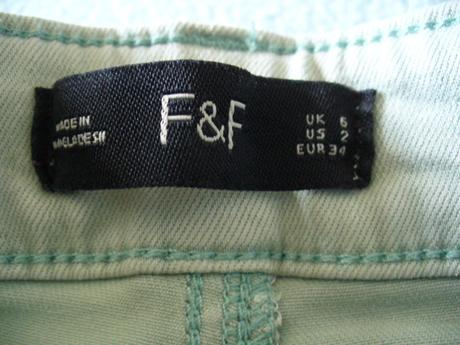 MADE IN
BANGLADESH
F&F
UK 6
US 2
EUR 34